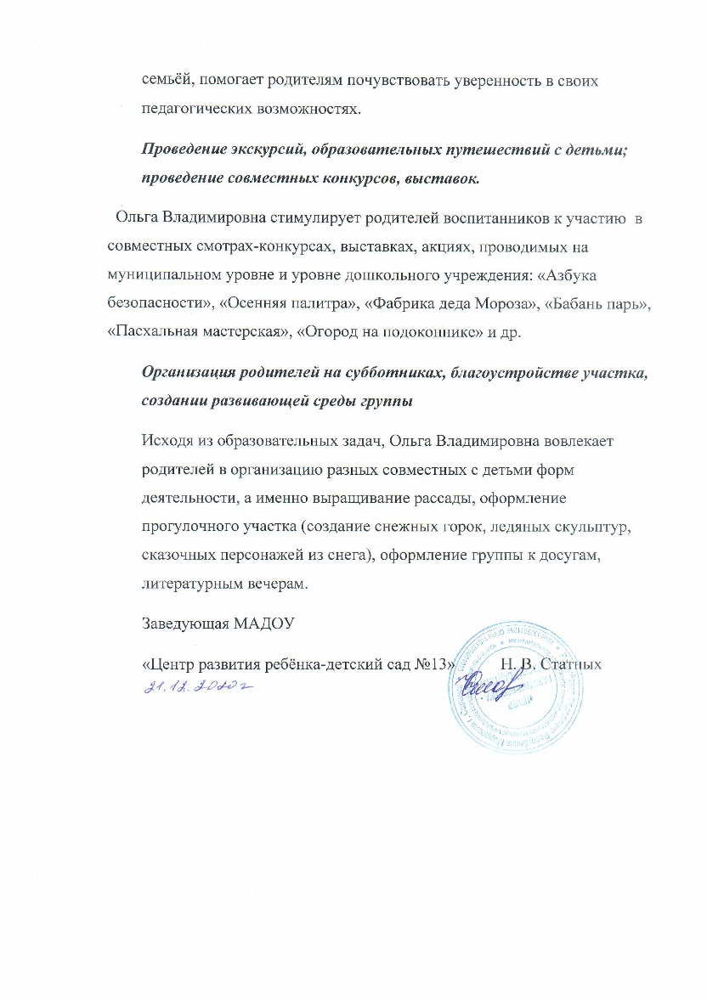 семьёй, помогает родителям почувствовать уверенность в своих
педагогических возможностях.
Проведение экскурсий, образовательных путешествий с детьми;
проведение совместных конкурсов, выставок.
Ольга Владимировна стимулирует родителей воспитанников к участию в
совместных смотрах-конкурсах, выставках, акциях, проводимых на
муниципальном уровне и уровне дошкольного учреждения: «Азбука
безопасности», «Осенняя палитра», «Фабрика деда Мороза», «Бабань парь»,
«Пасхальная мастерская», «Огород на подоконнике» и др.
Организация родителей на субботниках, благоустройстве участка,
создании развивающей среды группы
Исходя из образовательных задач, Ольга Владимировна вовлекает
родителей в организацию разных совместных с детьми форм
деятельности, а именно выращивание рассады, оформление
прогулочного участка (создание снежных горок, ледяных скульптур,
сказочных персонажей из снега), оформление группы к досугам,
литературным вечерам.
Заведующая МАДОУ
«Центр развития ребёнка-детский сад №13» Н. В. Статных
21.12.2020 г